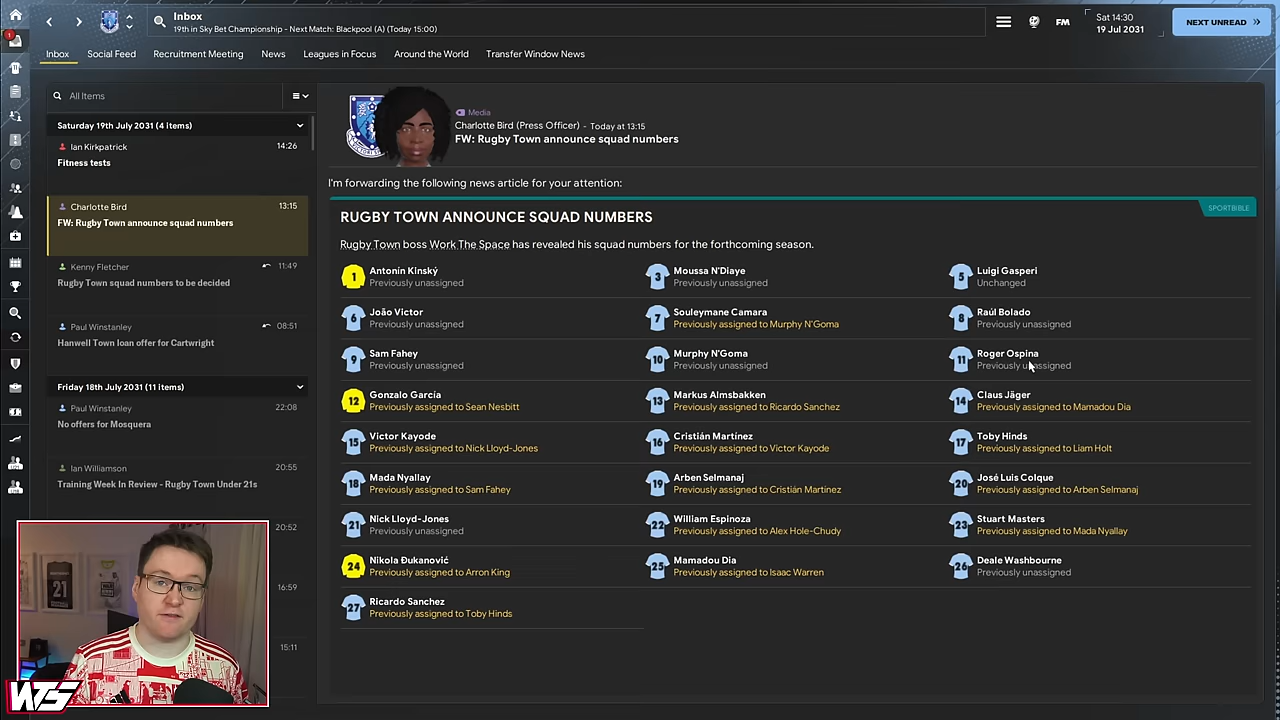 Inbox
19th in Sky Bet Championship - Next Match: Blackpool (A) (Today 15:00)
FM
Sat 14:30
19 Jul 2031
NEXT UNREAD
1
Inbox
Social Feed
Recruitment Meeting
News
Leagues in Focus
Around the World
Transfer Window News
All Items
Saturday 19th July 2031 (4 items)
Ian Kirkpatrick
14:26
Fitness tests
Charlotte Bird
13:15
FW: Rugby Town announce squad numbers
Kenny Fletcher
11:49
Rugby Town squad numbers to be decided
Paul Winstanley
08:51
Hanwell Town loan offer for Cartwright
Friday 18th July 2031 (11 items)
Paul Winstanley
22:08
No offers for Mosquera
Ian Williamson
20:55
Training Week In Review - Rugby Town Under 21s
20:52
16:59
15:11
Media
Charlotte Bird (Press Officer) - Today at 13:15
FW: Rugby Town announce squad numbers
I'm forwarding the following news article for your attention:
SPORTBIBLE
RUGBY TOWN ANNOUNCE SQUAD NUMBERS
Rugby Town boss Work The Space has revealed his squad numbers for the forthcoming season.
1 Antonín Kinský
Previously unassigned
3 Moussa N'Diaye
Previously unassigned
5 Luigi Gasperi
Unchanged
6 João Victor
Previously unassigned
7 Souleymane Camara
Previously assigned to Murphy N'Goma
8 Raúl Bolado
Previously unassigned
9 Sam Fahey
Previously unassigned
10 Murphy N'Goma
Previously unassigned
11 Roger Ospina
Previously unassigned
12 Gonzalo García
Previously assigned to Sean Nesbitt
13 Markus Almsbakken
Previously assigned to Ricardo Sanchez
14 Claus Jäger
Previously assigned to Mamadou Dia
15 Victor Kayode
Previously assigned to Nick Lloyd-Jones
16 Cristián Martínez
Previously assigned to Victor Kayode
17 Toby Hinds
Previously assigned to Liam Holt
18 Mada Nyallay
Previously assigned to Sam Fahey
19 Arben Selmanaj
Previously assigned to Cristián Martínez
20 José Luis Colque
Previously assigned to Arben Selmanaj
21 Nick Lloyd-Jones
Previously unassigned
22 William Espinoza
Previously assigned to Alex Hole-Chudy
23 Stuart Masters
Previously assigned to Mada Nyallay
24 Nikola Đukanović
Previously assigned to Arron King
25 Mamadou Dia
Previously assigned to Isaac Warren
26 Deale Washbourne
Previously unassigned
27 Ricardo Sanchez
Previously assigned to Toby Hinds
21
WTS